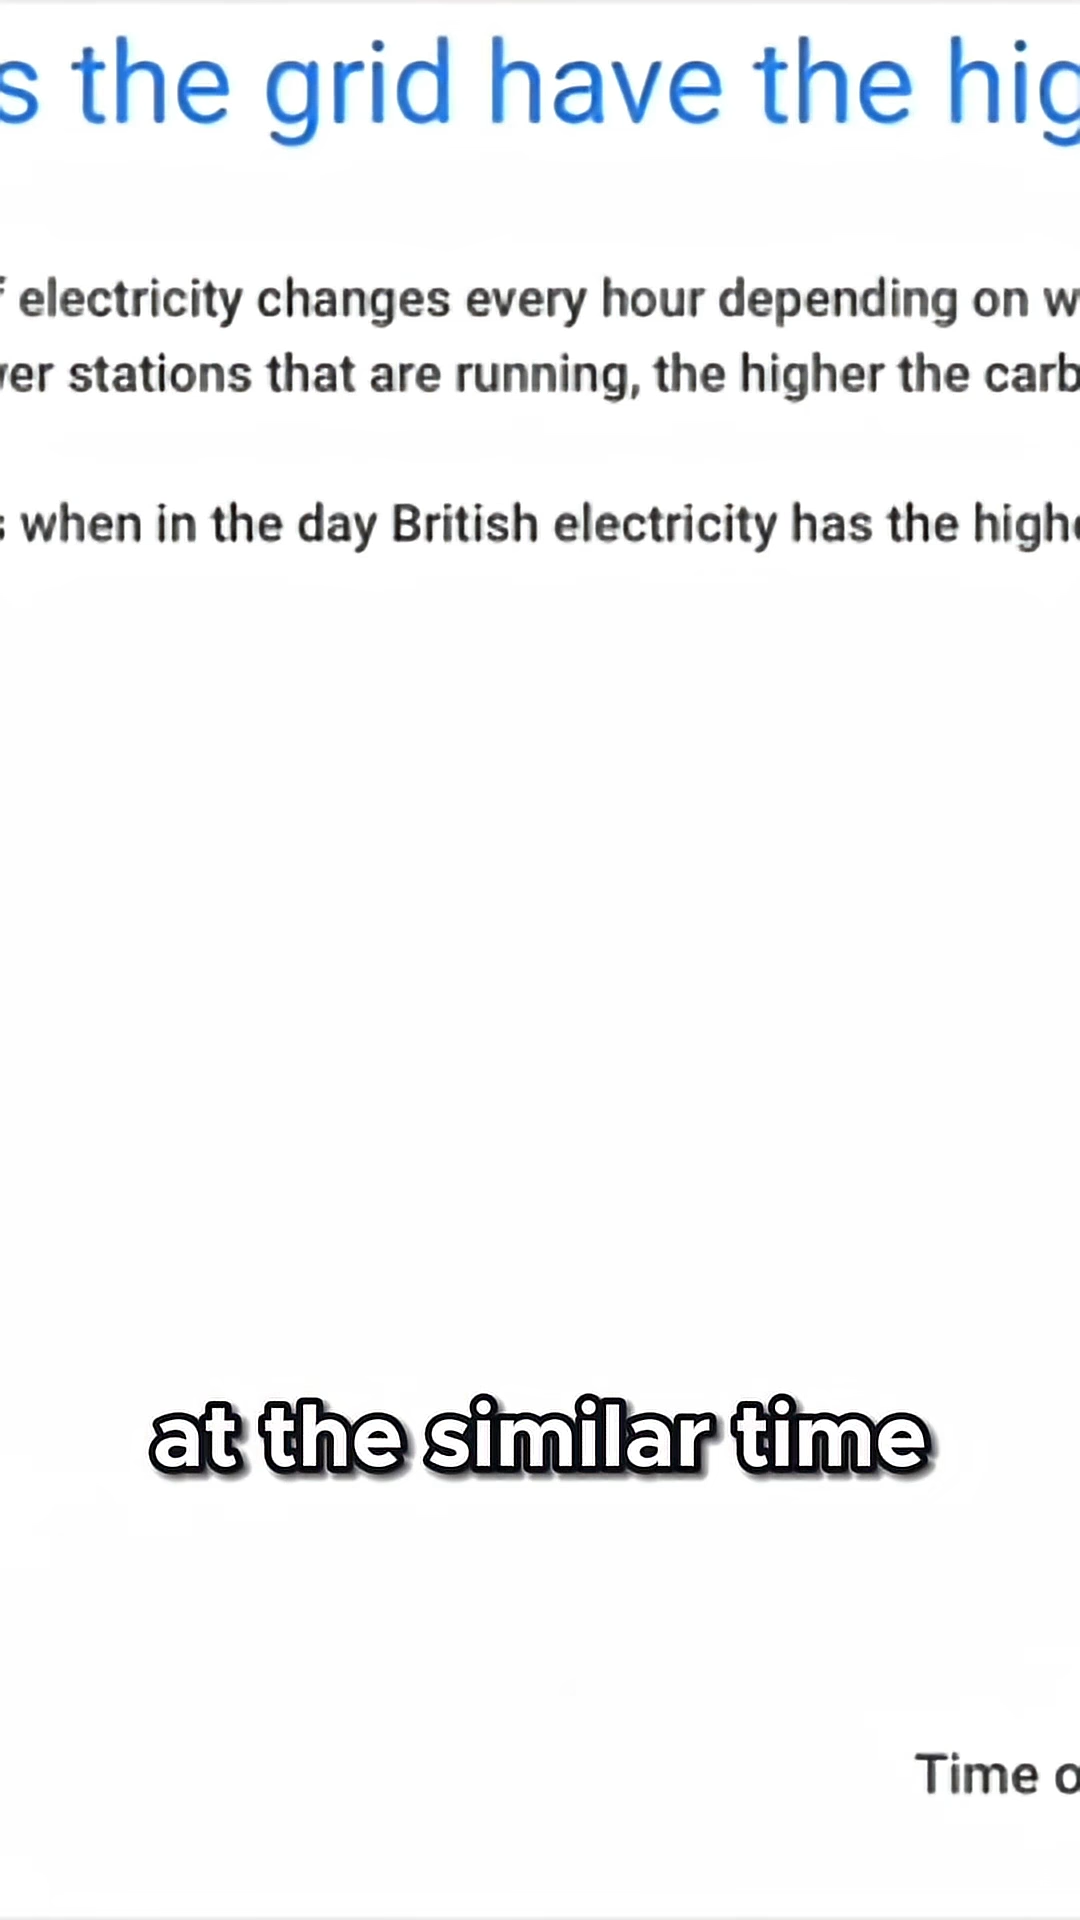 s the grid have the hig
electricity changes every hour depending on w
er stations that are running, the higher the carb
when in the day British electricity has the highe
at the similar time
Time o